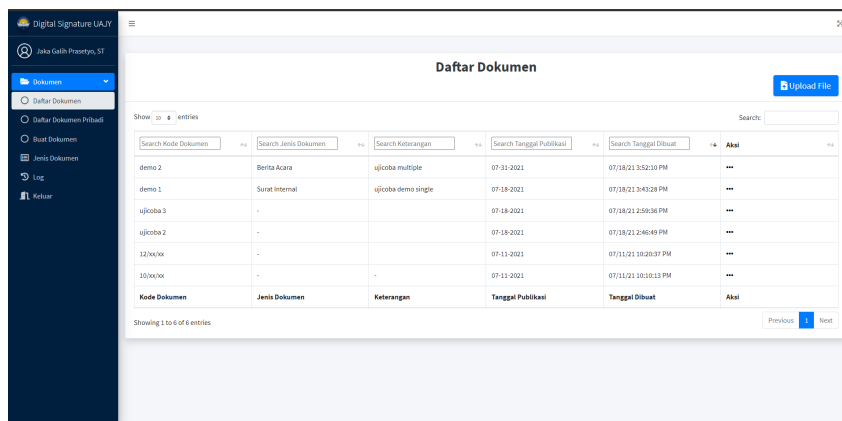 Digital Signature UAJY
Jaka Galih Prasetyo, ST
Dokumen
Daftar Dokumen
Daftar Dokumen Pribadi
Buat Dokumen
Jenis Dokumen
Log
Keluar
Daftar Dokumen
Upload File
Show 10 entries
Search:
Search Kode Dokumen Search Jenis Dokumen Search Keterangan Search Tanggal Publikasi Search Tanggal Dibuat Aksi
demo 2 Berita Acara ujicoba multiple 07-31-2021 07/18/21 3:52:10 PM •••
demo 1 Surat Internal ujicoba demo single 07-18-2021 07/18/21 3:43:28 PM •••
ujicoba 3 - 07-18-2021 07/18/21 2:59:36 PM •••
ujicoba 2 - 07-18-2021 07/18/21 2:46:49 PM •••
12/xx/xx - 07-11-2021 07/11/21 10:20:37 PM •••
10/xx/xx - - 07-11-2021 07/11/21 10:10:13 PM •••
Kode Dokumen Jenis Dokumen Keterangan Tanggal Publikasi Tanggal Dibuat Aksi
Showing 1 to 6 of 6 entries
Previous 1 Next